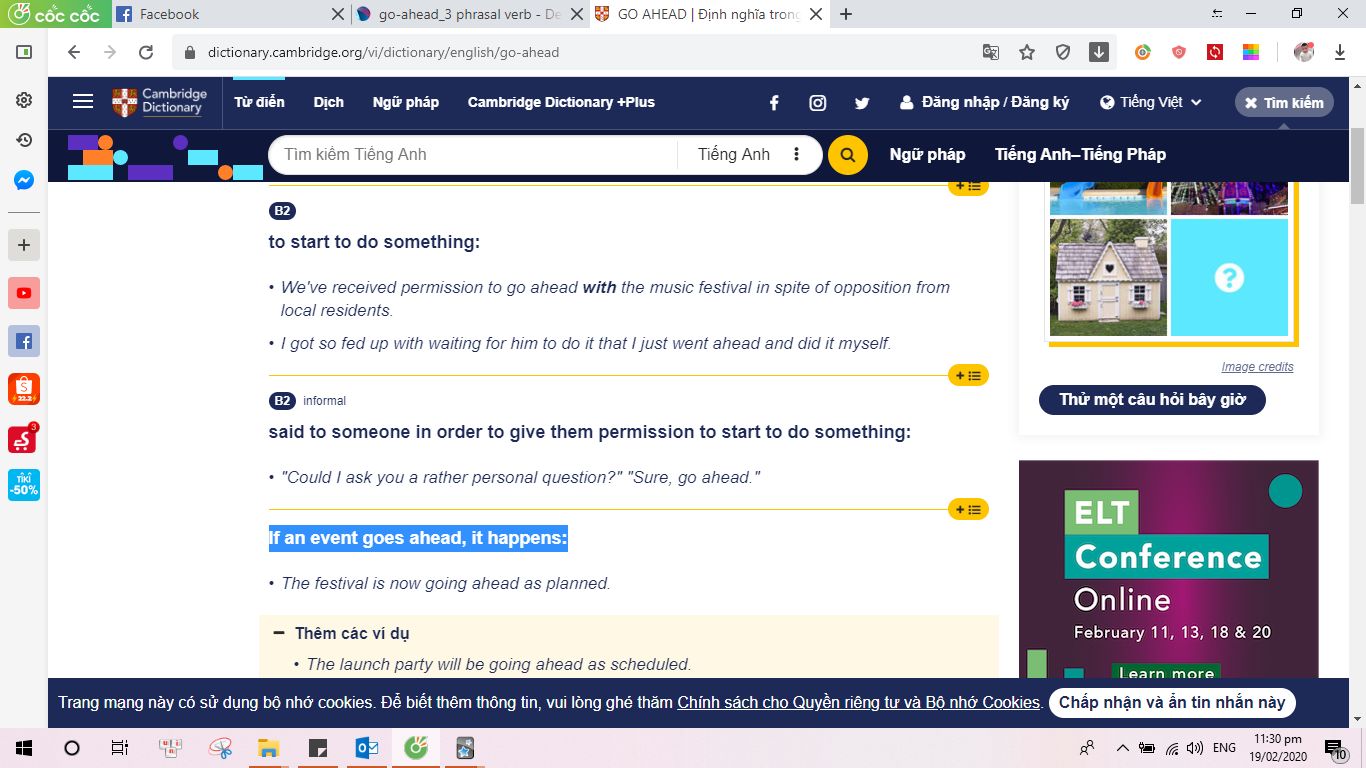 cốc cốc
Facebook
go-ahead_3 phrasal verb - De
GO AHEAD | Định nghĩa trong
dictionary.cambridge.org/vi/dictionary/english/go-ahead
Cambridge
Dictionary
Từ điển
Dịch
Ngữ pháp
Cambridge Dictionary +Plus
Đăng nhập / Đăng ký
Tiếng Việt
Tìm kiếm
Tìm kiếm Tiếng Anh
Tiếng Anh
Ngữ pháp
Tiếng Anh–Tiếng Pháp
B2
to start to do something:
• We've received permission to go ahead with the music festival in spite of opposition from
local residents.
• I got so fed up with waiting for him to do it that I just went ahead and did it myself.
B2 informal
said to someone in order to give them permission to start to do something:
• "Could I ask you a rather personal question?" "Sure, go ahead."
If an event goes ahead, it happens:
• The festival is now going ahead as planned.
Thêm các ví dụ
• The launch party will be going ahead as scheduled.
?
Image credits
Thử một câu hỏi bây giờ
ELT
Conference
Online
February 11, 13, 18 & 20
Learn more
22.2
3
TIKI
-50%
Trang mạng này có sử dụng bộ nhớ cookies. Để biết thêm thông tin, vui lòng ghé thăm Chính sách cho Quyền riêng tư và Bộ nhớ Cookies.
Chấp nhận và ẩn tin nhắn này
ENG
11:30 pm
19/02/2020
10